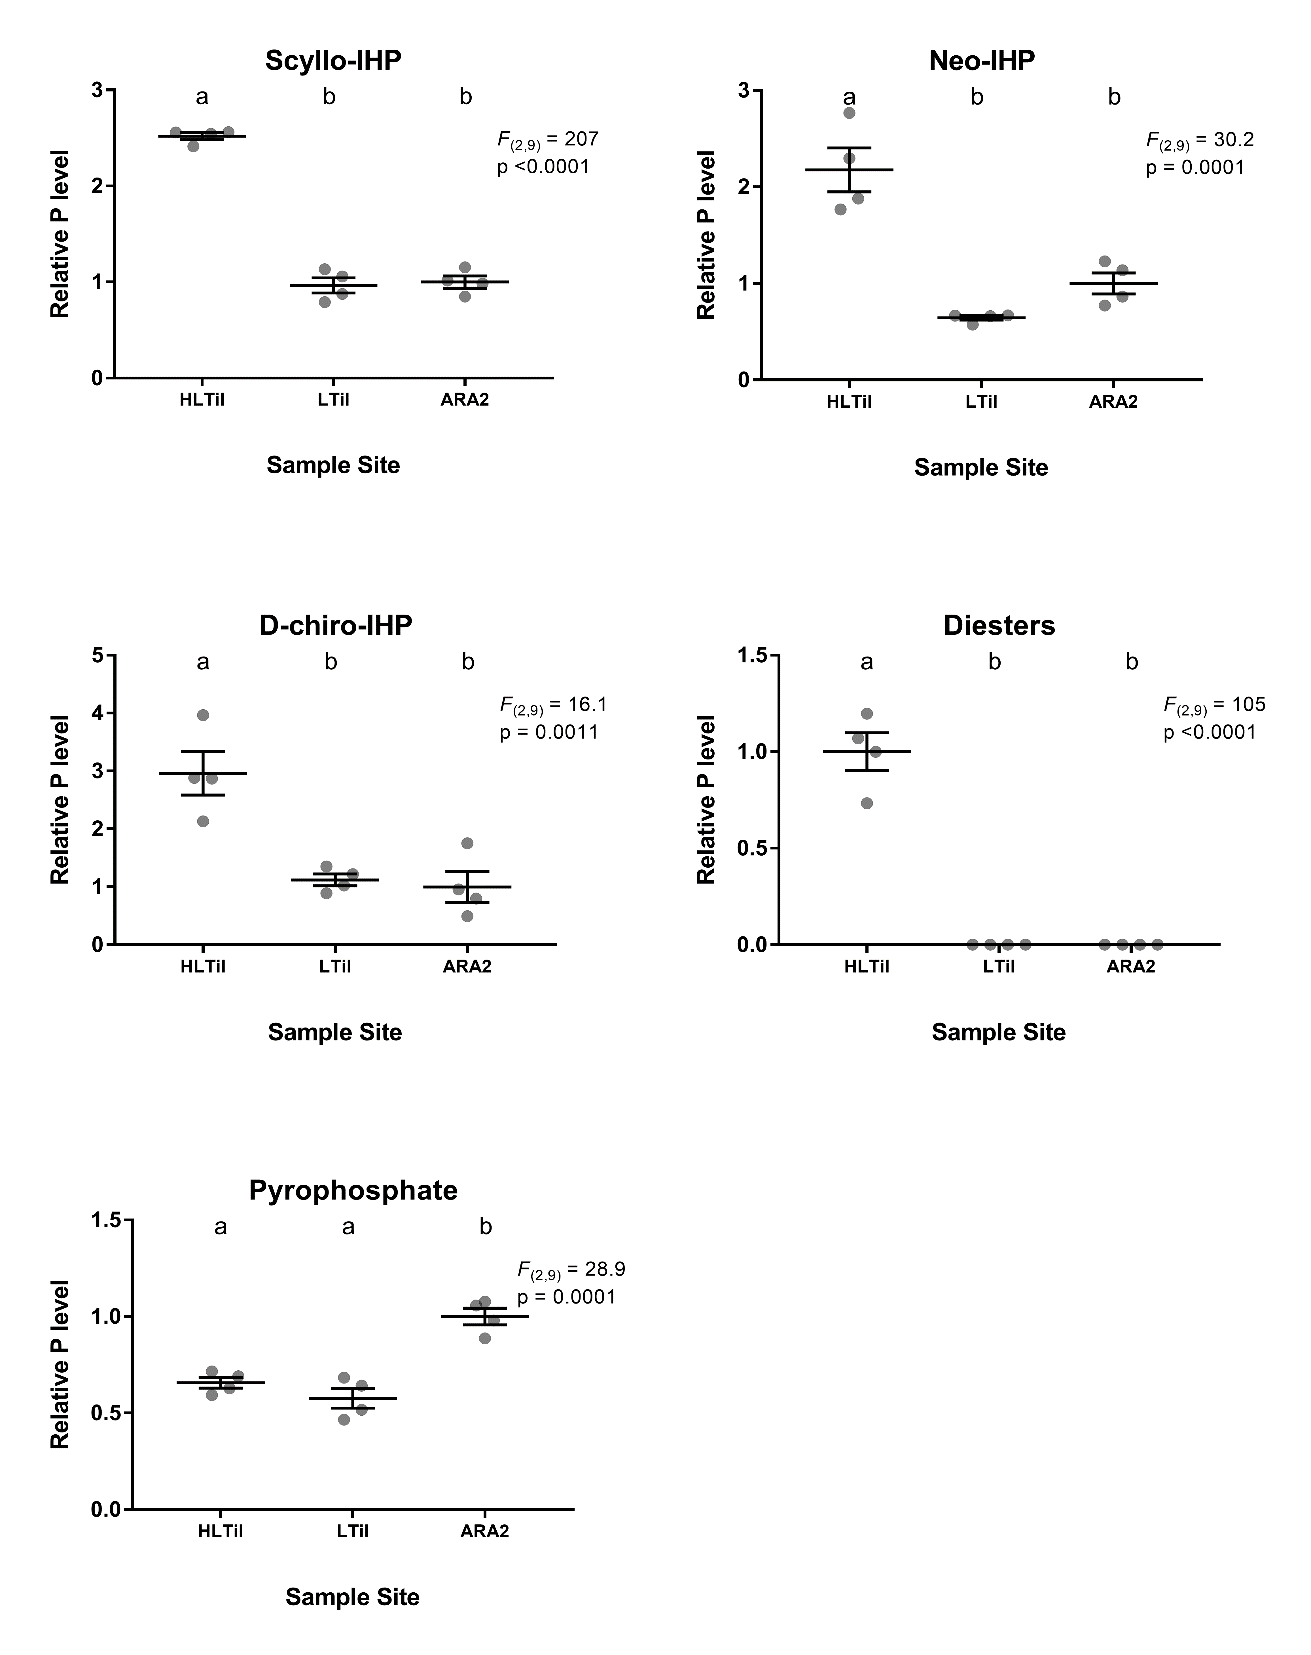 Scyllo-IHP
3
a
b
b
F(2,9) = 207
p <0.0001
2
Relative P level
1
0
HLTil
LTil
ARA2
Sample Site
Neo-IHP
3
a
b
b
F(2,9) = 30.2
p = 0.0001
2
Relative P level
1
0
HLTil
LTil
ARA2
Sample Site
D-chiro-IHP
5
a
b
b
F(2,9) = 16.1
p = 0.0011
4
3
Relative P level
2
1
0
HLTil
LTil
ARA2
Sample Site
Diesters
1.5
a
b
b
F(2,9) = 105
p <0.0001
1.0
Relative P level
0.5
0.0
HLTil
LTil
ARA2
Sample Site
Pyrophosphate
1.5
a
a
b
F(2,9) = 28.9
p = 0.0001
1.0
Relative P level
0.5
0.0
HLTil
LTil
ARA2
Sample Site